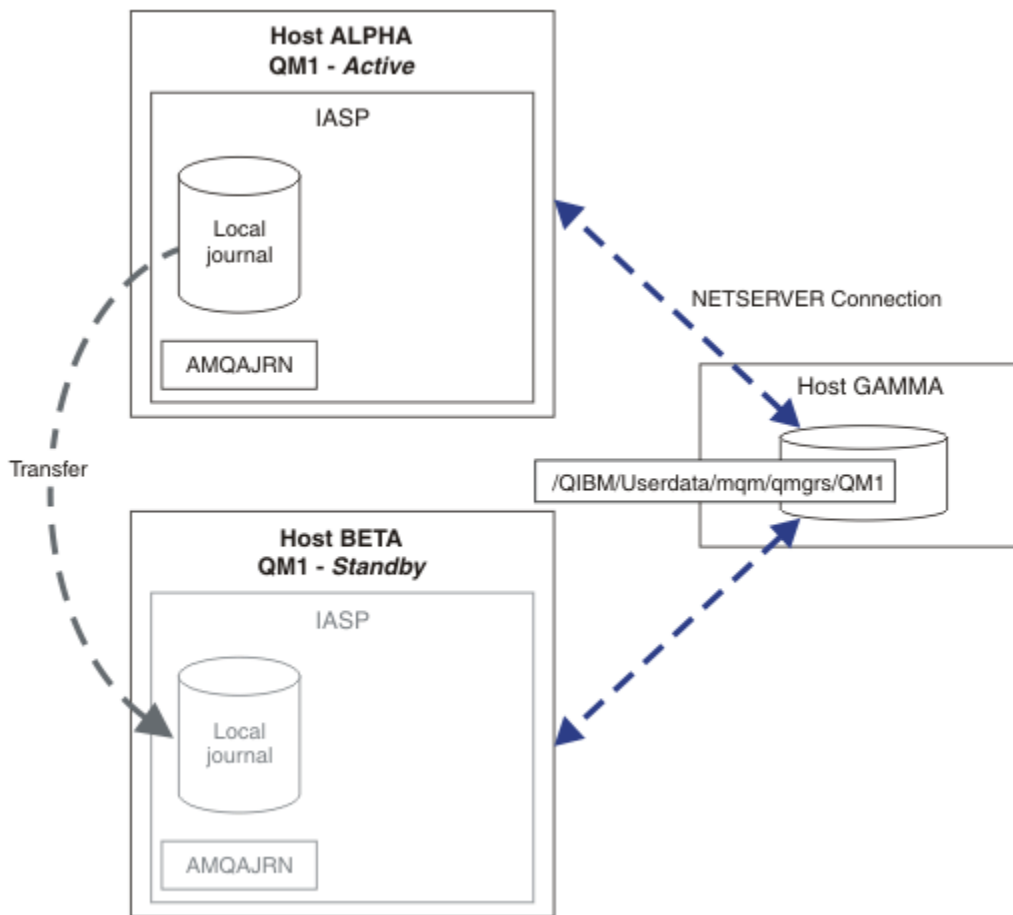 Host ALPHA
QM1 - Active
IASP
Local
journal
AMQAJRN
NETSERVER Connection
Host GAMMA
/QIBM/Userdata/mqm/qmgrs/QM1
Transfer
Host BETA
QM1 - Standby
IASP
Local
journal
AMQAJRN